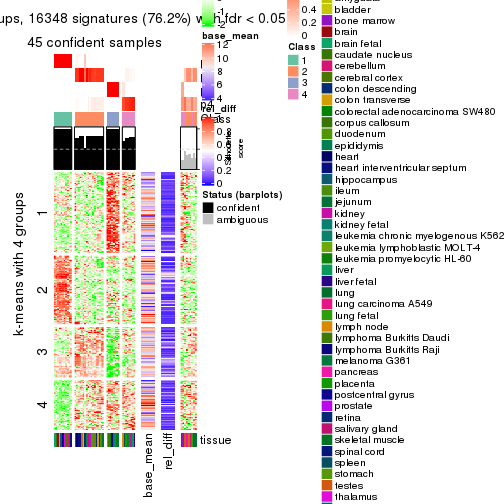 ups, 16348 signatures (76.2%) with fdr < 0.05
45 confident samples
base_mean
12
10
8
6
4
2
rel_diff
0
Class
silhouette
score
Status (barplots)
confident
ambiguous
0.4
0.2
0
Class
1
2
3
4
k-means with 4 groups
1
2
3
4
tissue
base_mean
rel_diff
bladder
bone marrow
brain
brain fetal
caudate nucleus
cerebellum
cerebral cortex
colon descending
colon transverse
colorectal adenocarcinoma SW480
corpus callosum
duodenum
epididymis
heart
heart interventricular septum
hippocampus
ileum
jejunum
kidney
kidney fetal
leukemia chronic myelogenous K562
leukemia lymphoblastic MOLT-4
leukemia promyelocytic HL-60
liver
liver fetal
lung
lung carcinoma A549
lung fetal
lymph node
lymphoma Burkitts Daudi
lymphoma Burkitts Raji
melanoma G361
pancreas
placenta
postcentral gyrus
prostate
retina
salivary gland
skeletal muscle
spinal cord
spleen
stomach
testes
thalamus